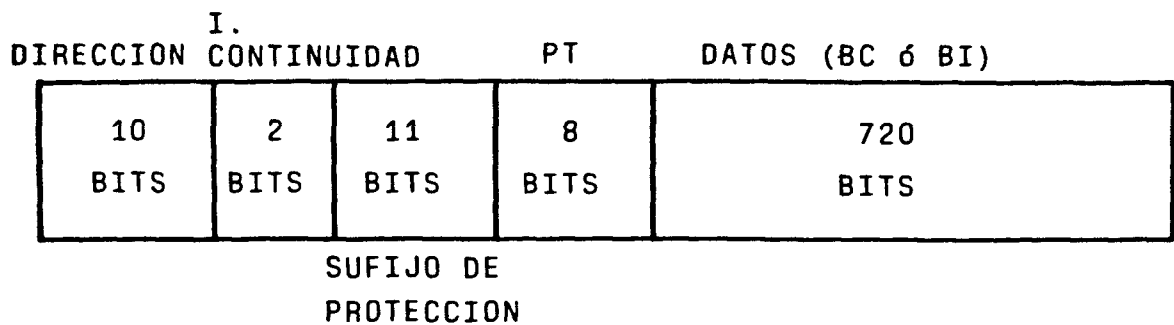 I.
DIRECCION CONTINUIDAD PT DATOS (BC ó BI)
10 2 11 8 720
BITS BITS BITS BITS BITS
SUFIJO DE
PROTECCION